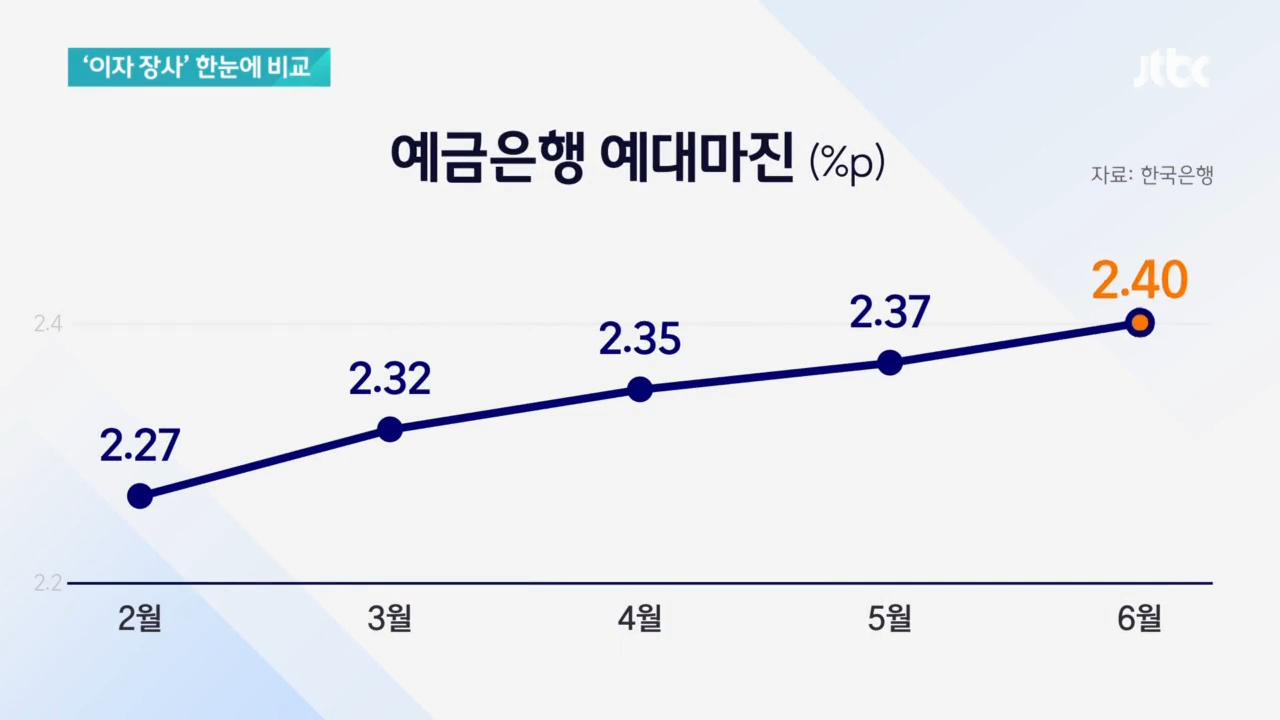 ‘이자 장사’ 한눈에 비교
jtbc
예금은행 예대마진 (%p)
자료: 한국은행
2.40
2.4
2.37
2.35
2.32
2.27
2.2
2월 3월 4월 5월 6월